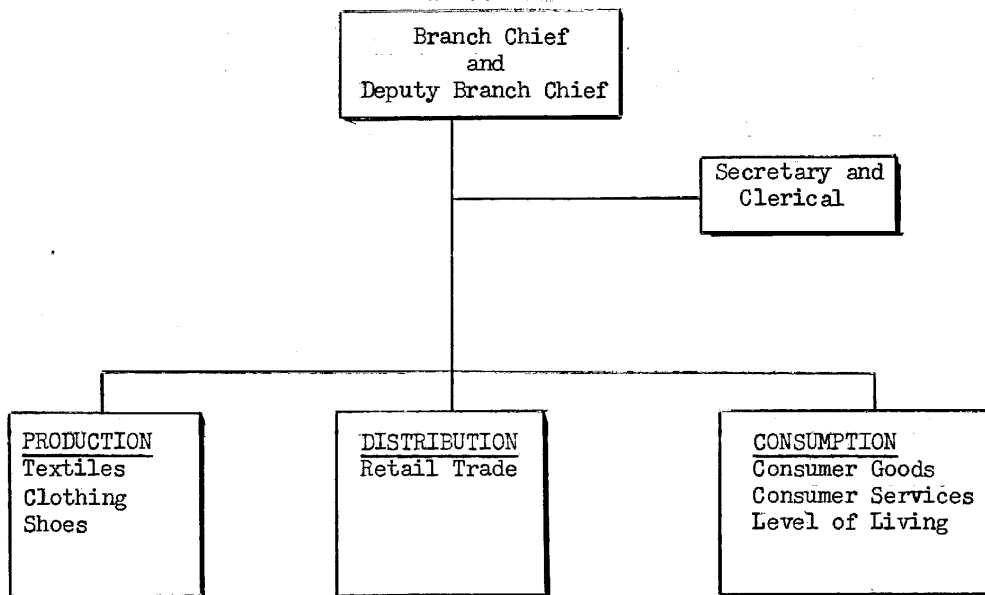 Branch Chief
and
Deputy Branch Chief
Secretary and
Clerical
PRODUCTION
Textiles
Clothing
Shoes
DISTRIBUTION
Retail Trade
CONSUMPTION
Consumer Goods
Consumer Services
Level of Living